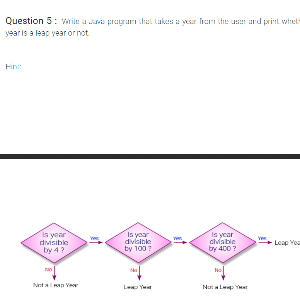 Question 5 : Write a Java program that takes a year from the user and print
year is a leap year or not.
Hint:
Is year
divisible
by 4 ?
Yes
Is year
divisible
by 100 ?
Yes
Is year
divisible
by 400 ?
Yes
Leap
No
No
No
Not a Leap Year
Leap Year
Not a Leap Year